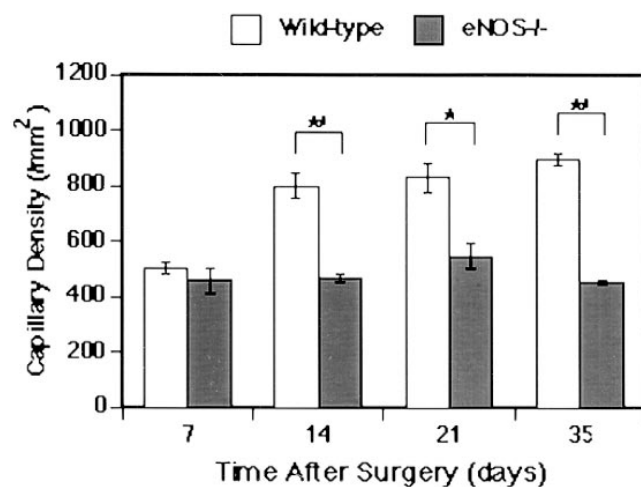 Wild-type eNOS-/-
Capillary Density (/mm²)
1200
1000
800
600
400
200
0
7 14 21 35
Time After Surgery (days)